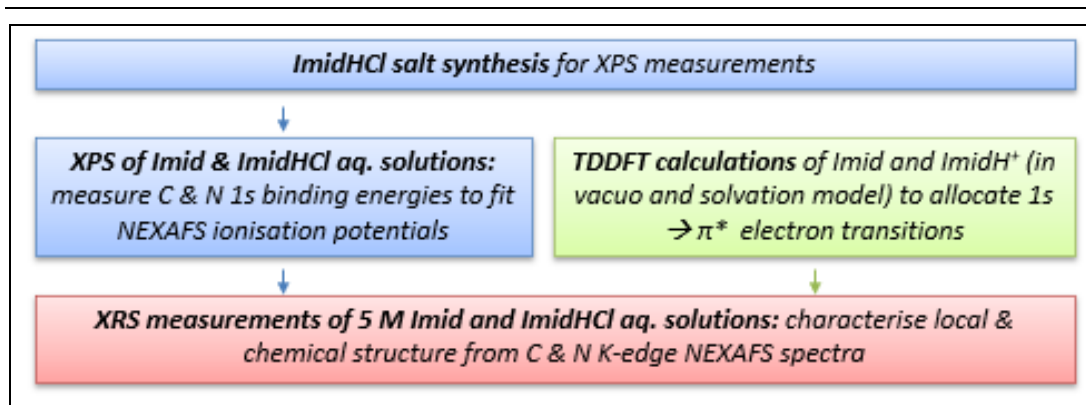 ImidHCl salt synthesis for XPS measurements
XPS of Imid & ImidHCl aq. solutions:
measure C & N 1s binding energies to fit
NEXAFS ionisation potentials
TDDFT calculations of Imid and ImidH⁺ (in
vacuo and solvation model) to allocate 1s
→ π* electron transitions
XRS measurements of 5 M Imid and ImidHCl aq. solutions: characterise local &
chemical structure from C & N K-edge NEXAFS spectra